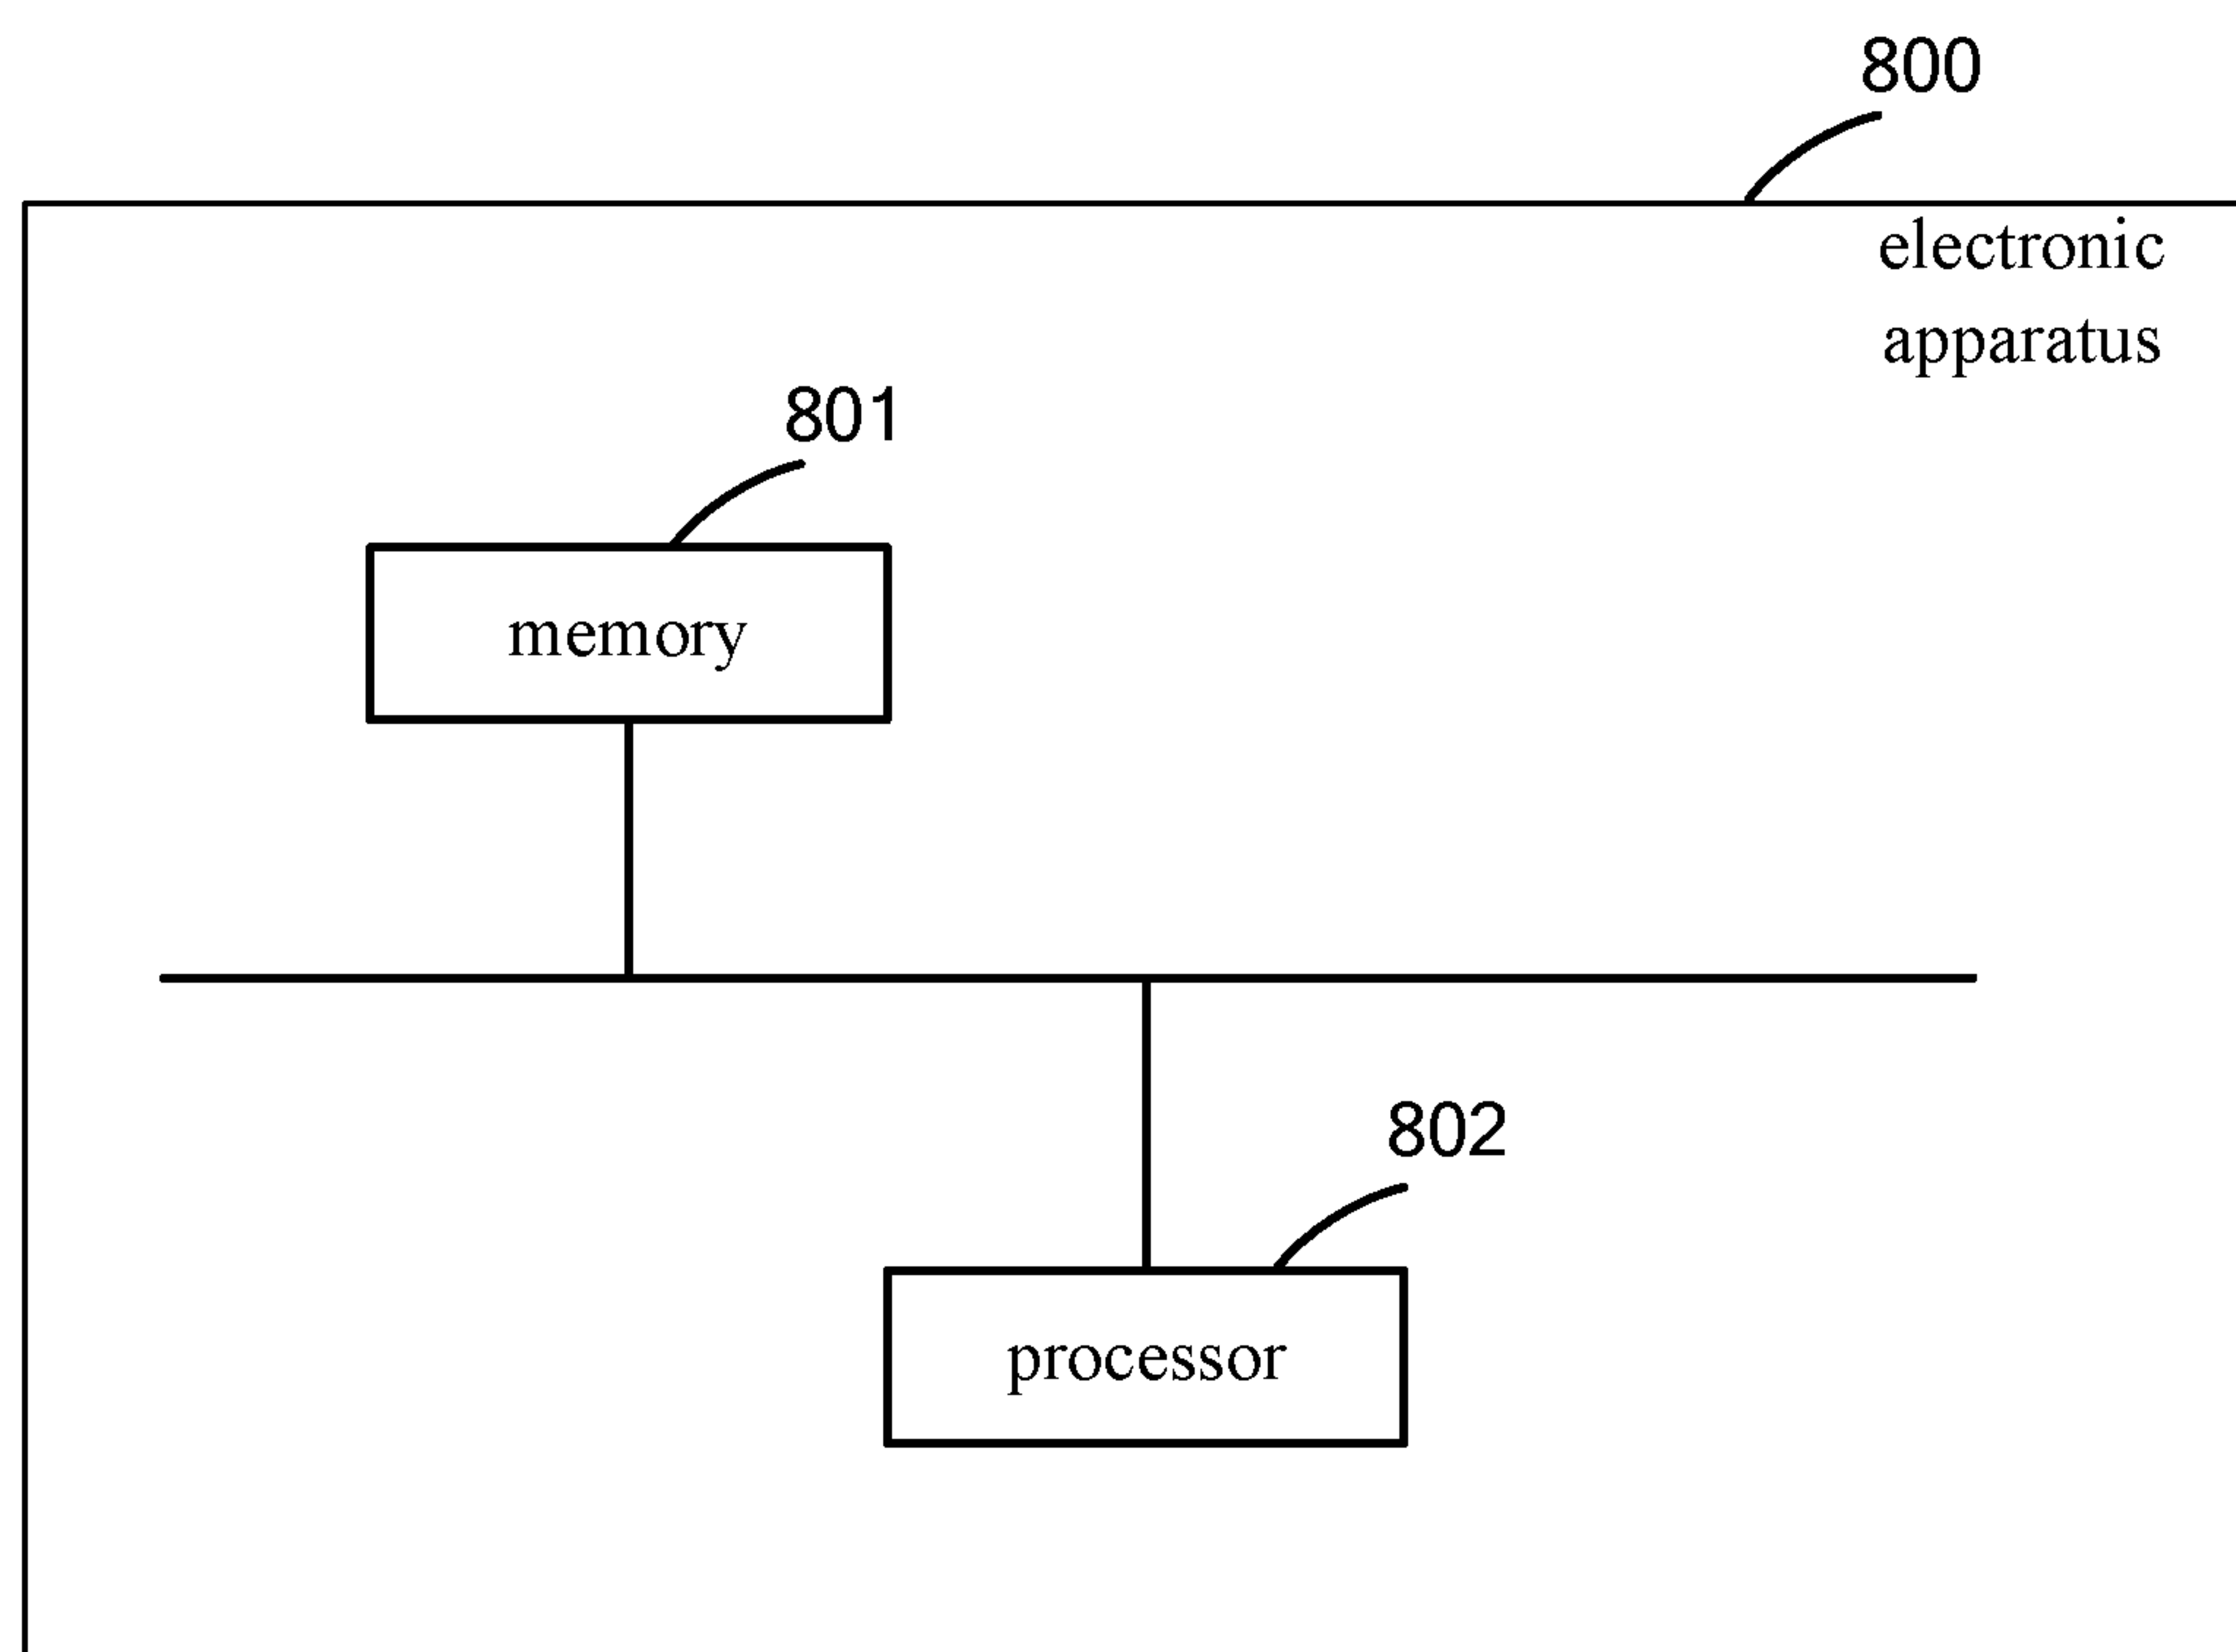 800
electronic
apparatus
801
memory
802
processor